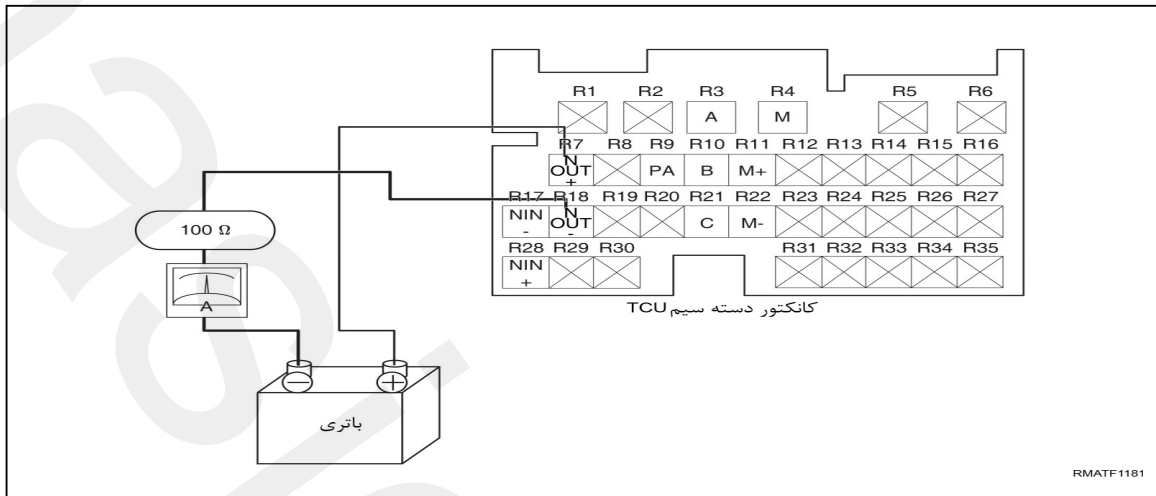 R1 R2 R3 R4 R5 R6
A M
R7 R8 R9 R10 R11 R12 R13 R14 R15 R16
N OUT + PA B M+
R17 R18 R19 R20 R21 R22 R23 R24 R25 R26 R27
NIN - N OUT - C M-
R28 R29 R30 R31 R32 R33 R34 R35
NIN +
کانکتور دسته سیم TCU
100 Ω
A
− +
باتری
RMATF1181